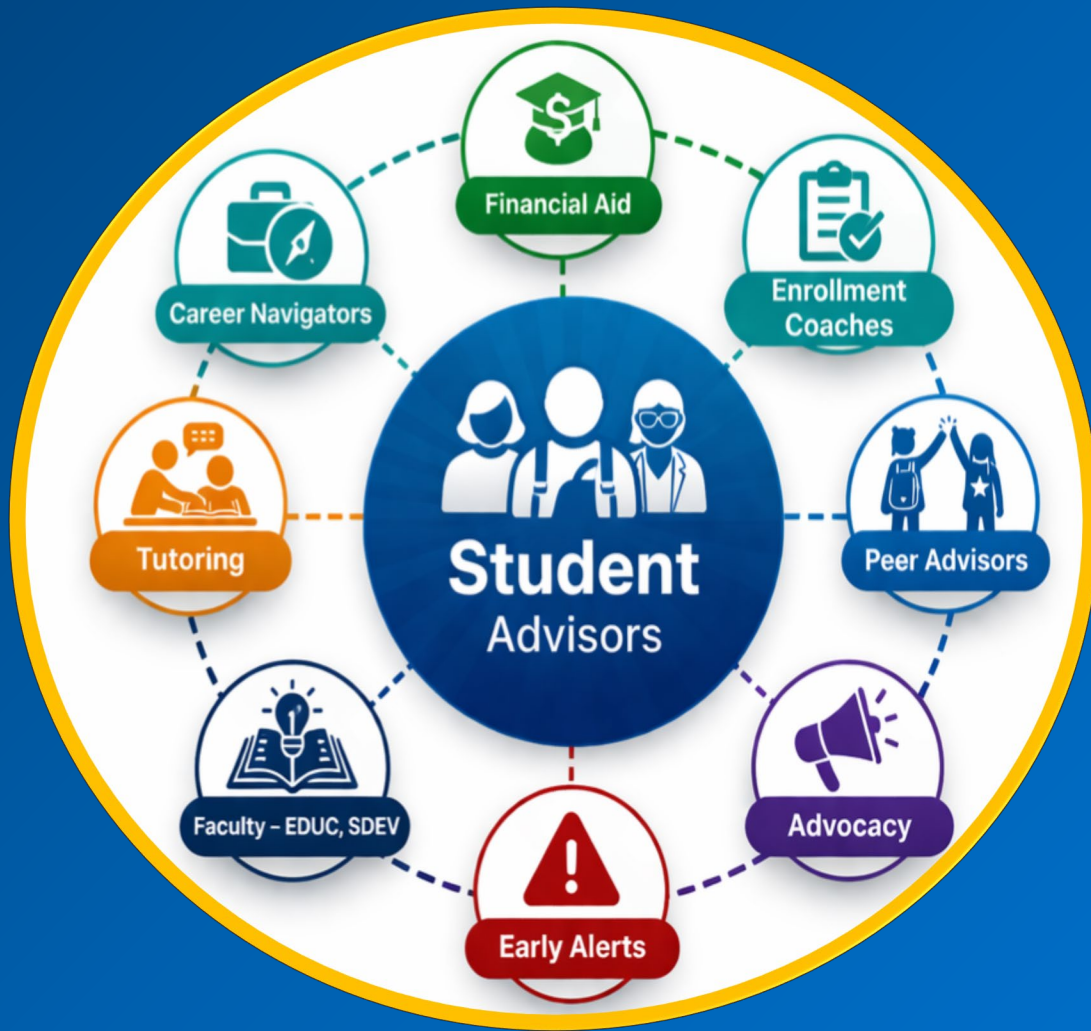 Financial Aid
Enrollment
Coaches
Career Navigators
Student
Advisors
Tutoring
Peer Advisors
Faculty – EDUC, SDEV
Advocacy
Early Alerts